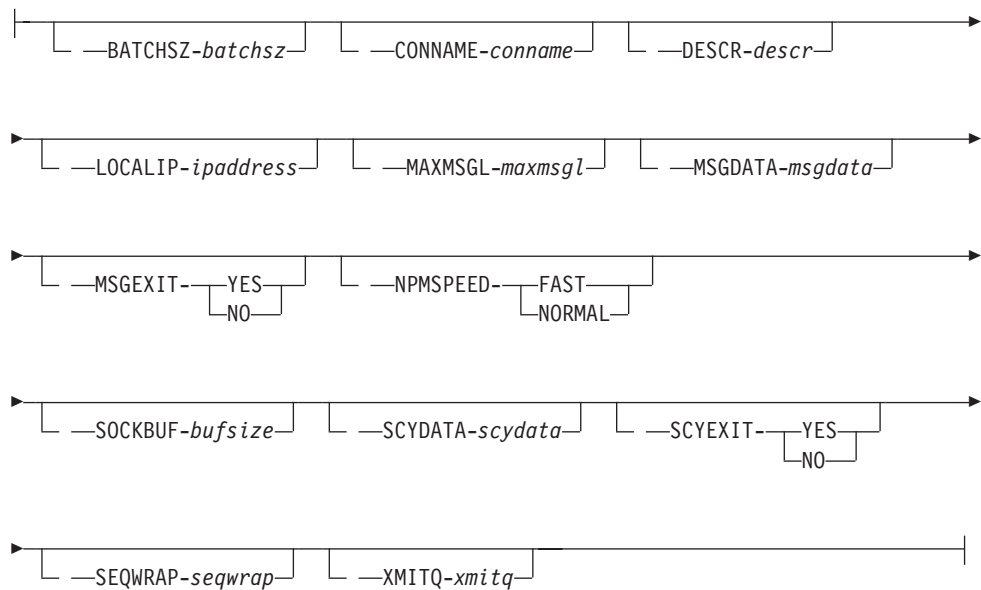 BATCHSZ-batchsz CONNAME-conname DESCR-descr
LOCALIP-ipaddress MAXMSGL-maxmsgl MSGDATA-msgdata
MSGEXIT- YES NPMSPEED- FAST
NO NORMAL
SOCKBUF-bufsize SCYDATA-scydata SCYEXIT- YES
NO
SEQWRAP-seqwrap XMITQ-xmitq